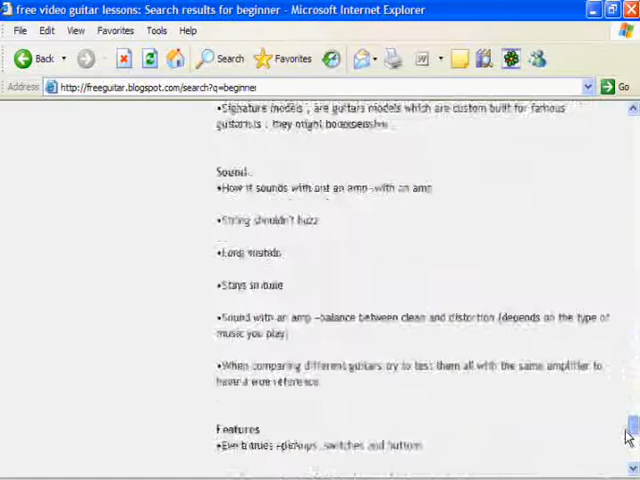 free video guitar lessons: Search results for beginner - Microsoft Internet Explorer
File Edit View Favorites Tools Help
Back Search Favorites
Address http://freeguitar.blogspot.com/search?q=beginner Go
•Signature models , are guitars models which are custom built for famous
guitarists , they might be expensive
Sound
•How it sounds with out an amp -with an amp
•String shouldn't buzz
•Long sustain
•Stays in tune
•Sound with an amp -balance between clean and distortion (depends on the type of
music you play)
•When comparing different guitars try to test them all with the same amplifier to
have a true reference
Features
•Electronics -pickups ,switches and buttons